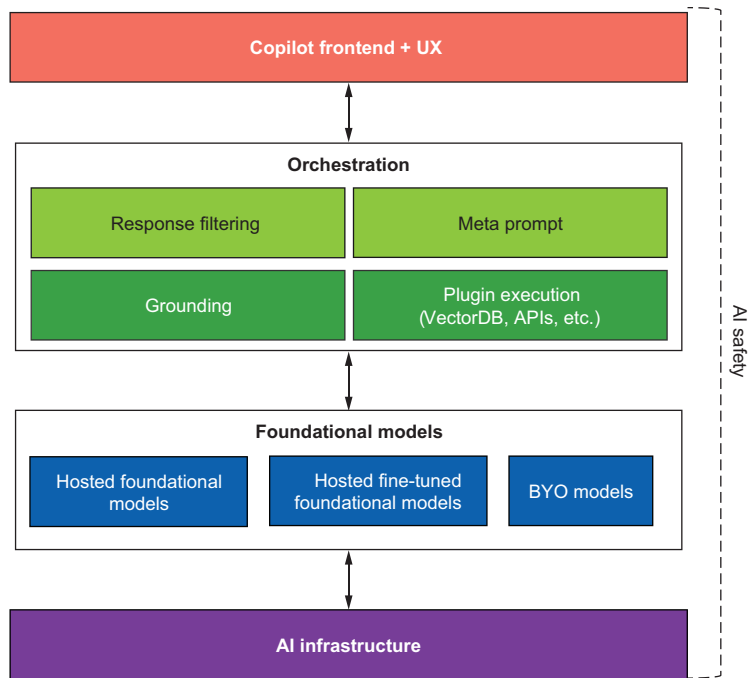 Copilot frontend + UX
Orchestration
Response filtering
Meta prompt
Grounding
Plugin execution
(VectorDB, APIs, etc.)
AI safety
Foundational models
Hosted foundational
models
Hosted fine-tuned
foundational models
BYO models
AI infrastructure